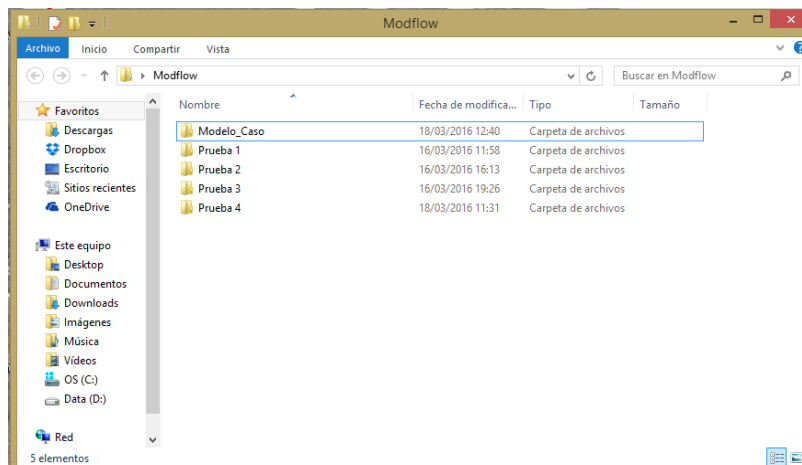 Modflow
Archivo Inicio Compartir Vista
Modflow Buscar en Modflow
Nombre Fecha de modifica... Tipo Tamaño
Favoritos
Descargas
Dropbox
Escritorio
Sitios recientes
OneDrive
Este equipo
Desktop
Documentos
Downloads
Imágenes
Música
Vídeos
OS (C:)
Data (D:)
Red
Modelo_Caso 18/03/2016 12:40 Carpeta de archivos
Prueba 1 16/03/2016 11:58 Carpeta de archivos
Prueba 2 16/03/2016 16:13 Carpeta de archivos
Prueba 3 16/03/2016 19:26 Carpeta de archivos
Prueba 4 18/03/2016 11:31 Carpeta de archivos
5 elementos